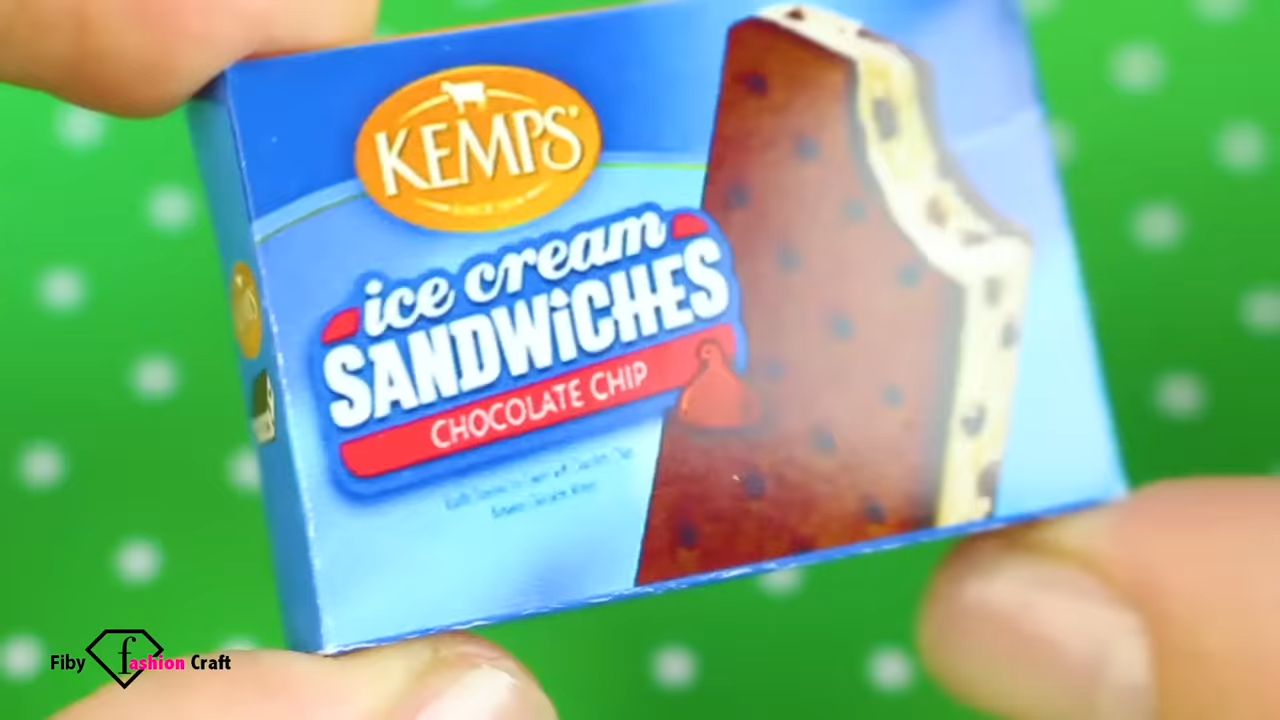 KEMPS
ice cream
SANDWiCHES
CHOCOLATE CHIP
Fiby fashion Craft